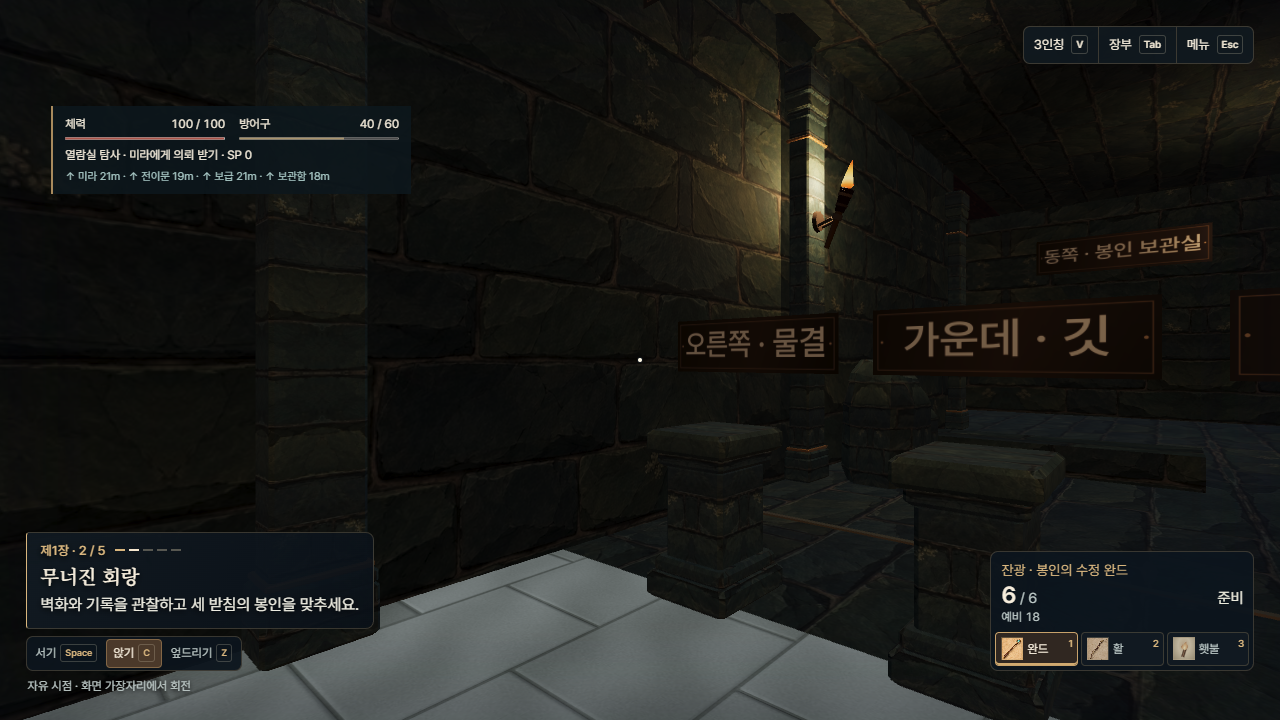 3인칭 V 장부 Tab 메뉴 Esc
체력 100 / 100 방어구 40 / 60
열람실 탐사 · 미라에게 의뢰 받기 · SP 0
↑ 미라 21m · ↑ 전이문 19m · ↑ 보급 21m · ↑ 보관함 18m
동쪽 · 봉인 보관실
오른쪽 · 물결
가운데 · 깃
제1장 · 2 / 5
무너진 회랑
벽화와 기록을 관찰하고 세 받침의 봉인을 맞추세요.
서기 Space 앉기 C 엎드리기 Z
자유 시점 · 화면 가장자리에서 회전
잔광 · 봉인의 수정 완드
6 / 6 준비
예비 18
완드 1 활 2 횃불 3